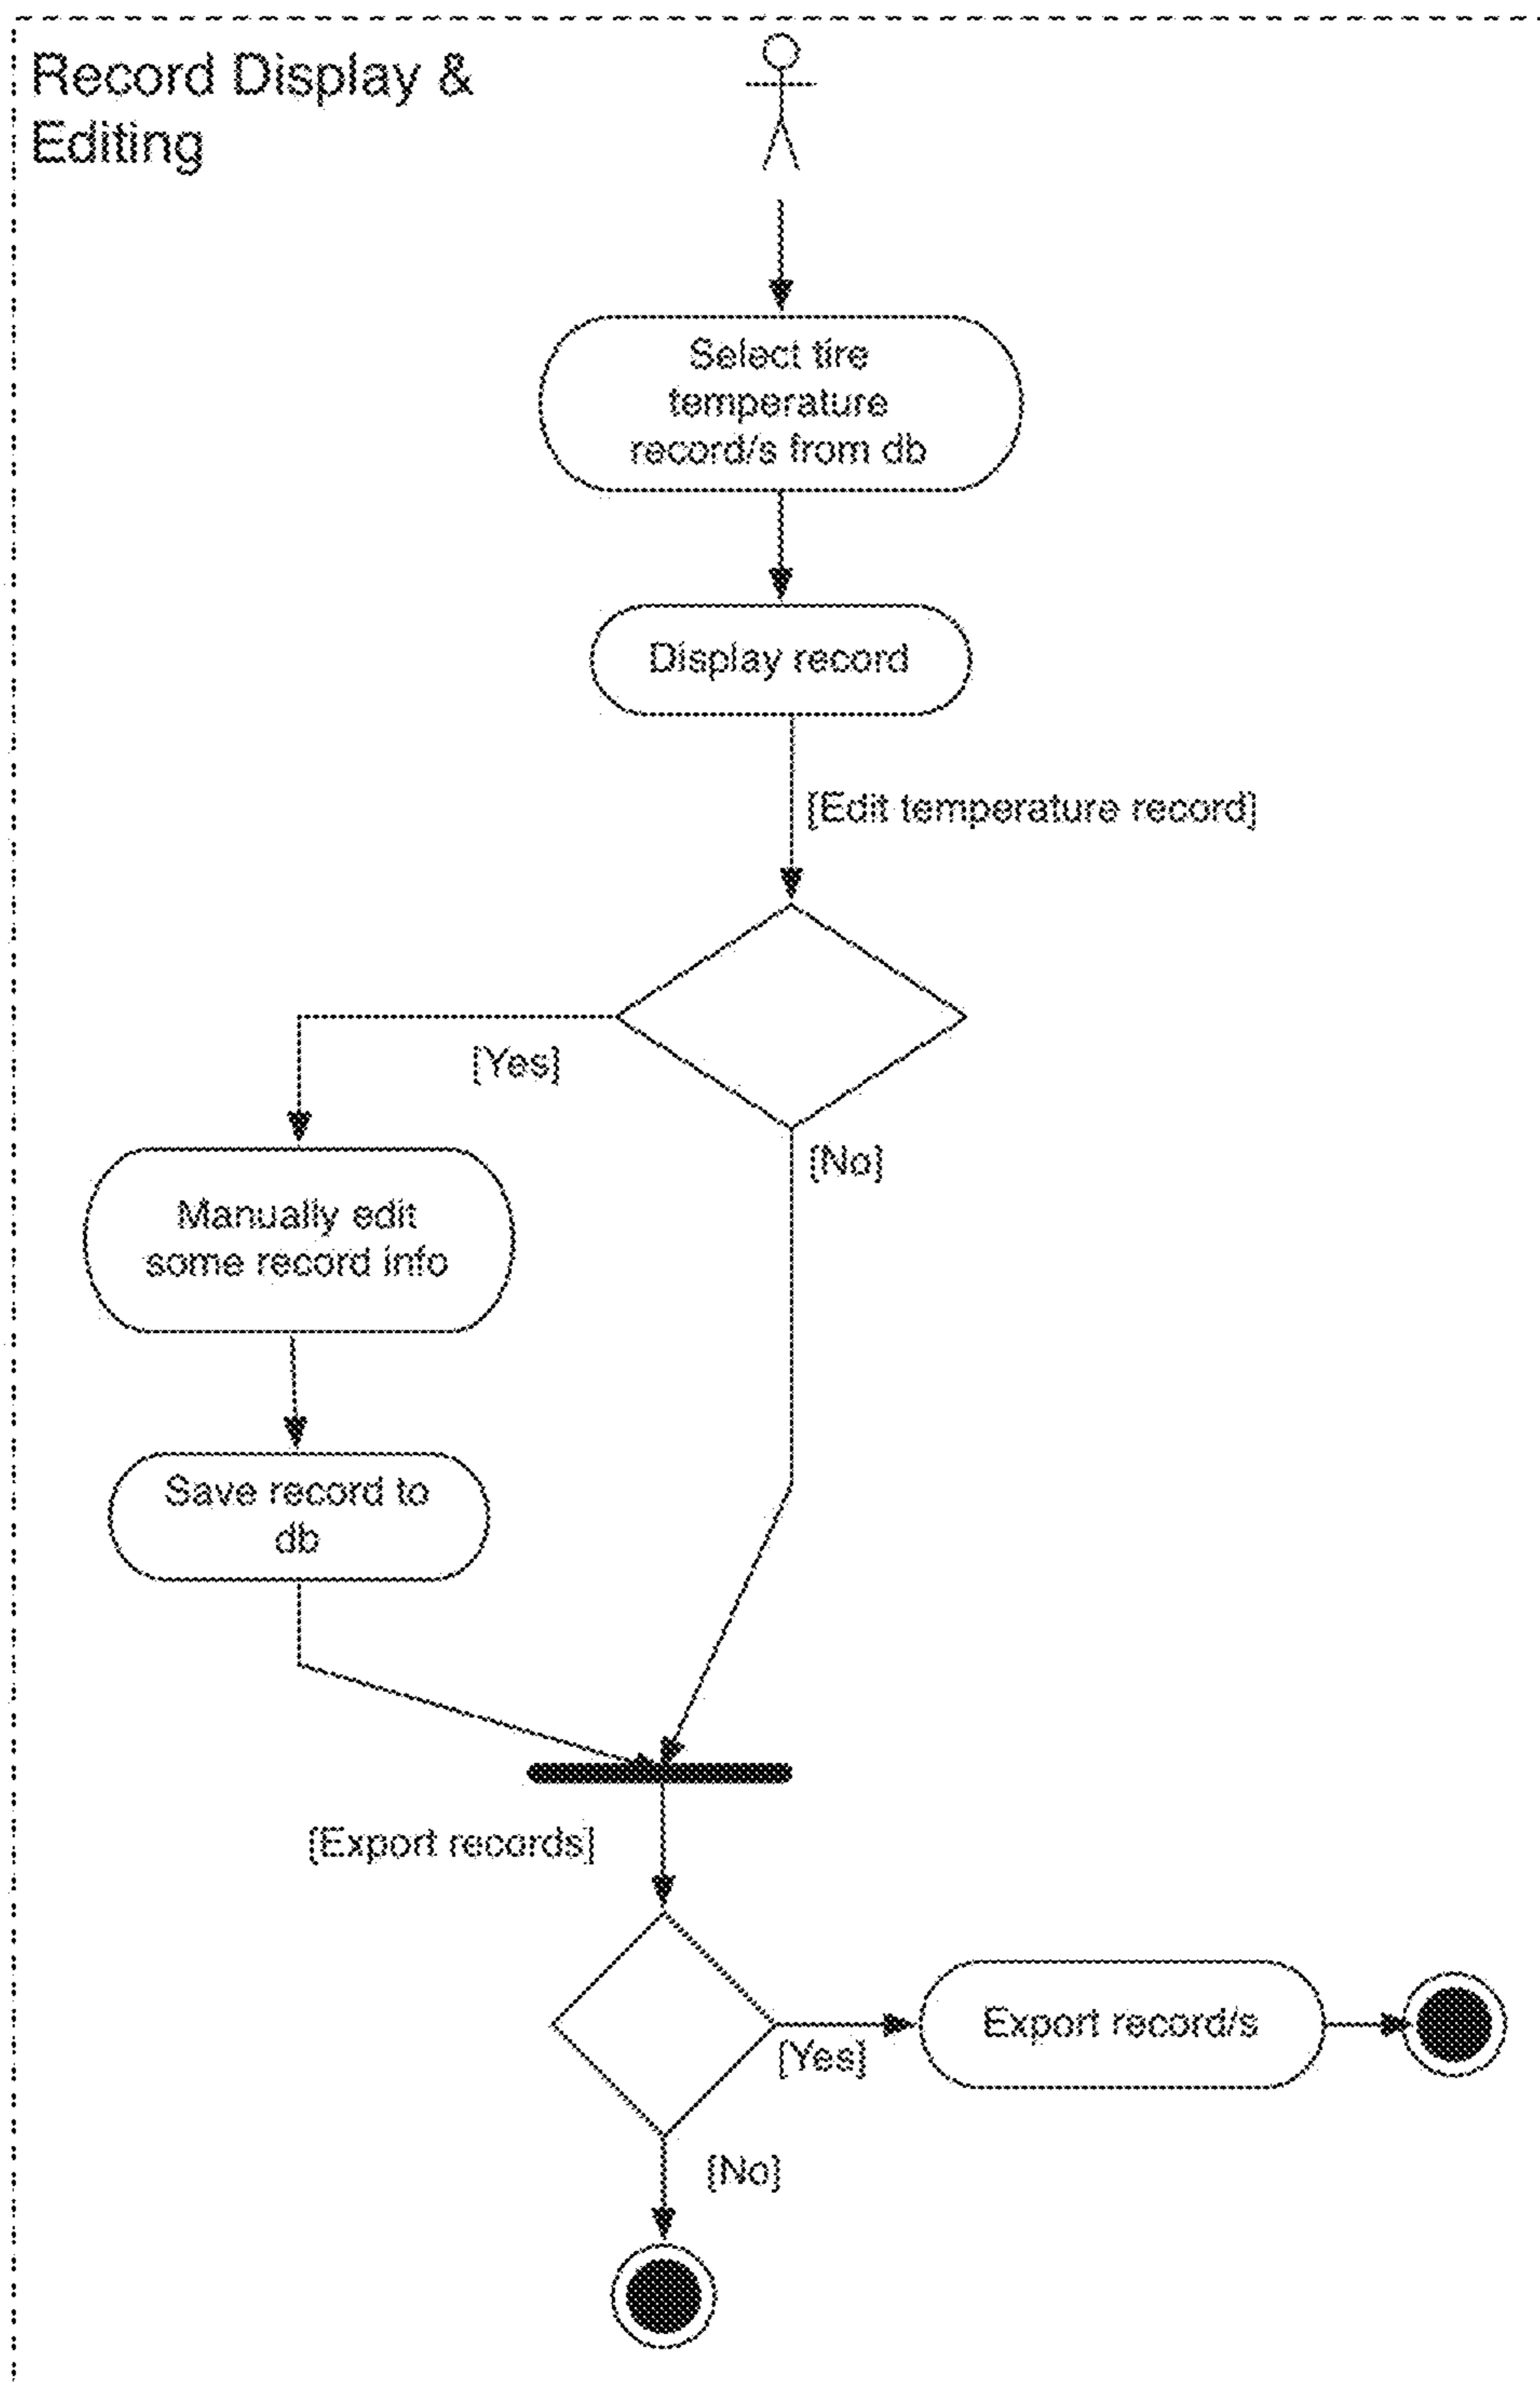 Record Display &
Editing
Select tire
temperature
record/s from db
Display record
[Edit temperature record]
[Yes]
[No]
Manually edit
some record info
Save record to
db
[Export records]
Export record/s
[Yes]
[No]